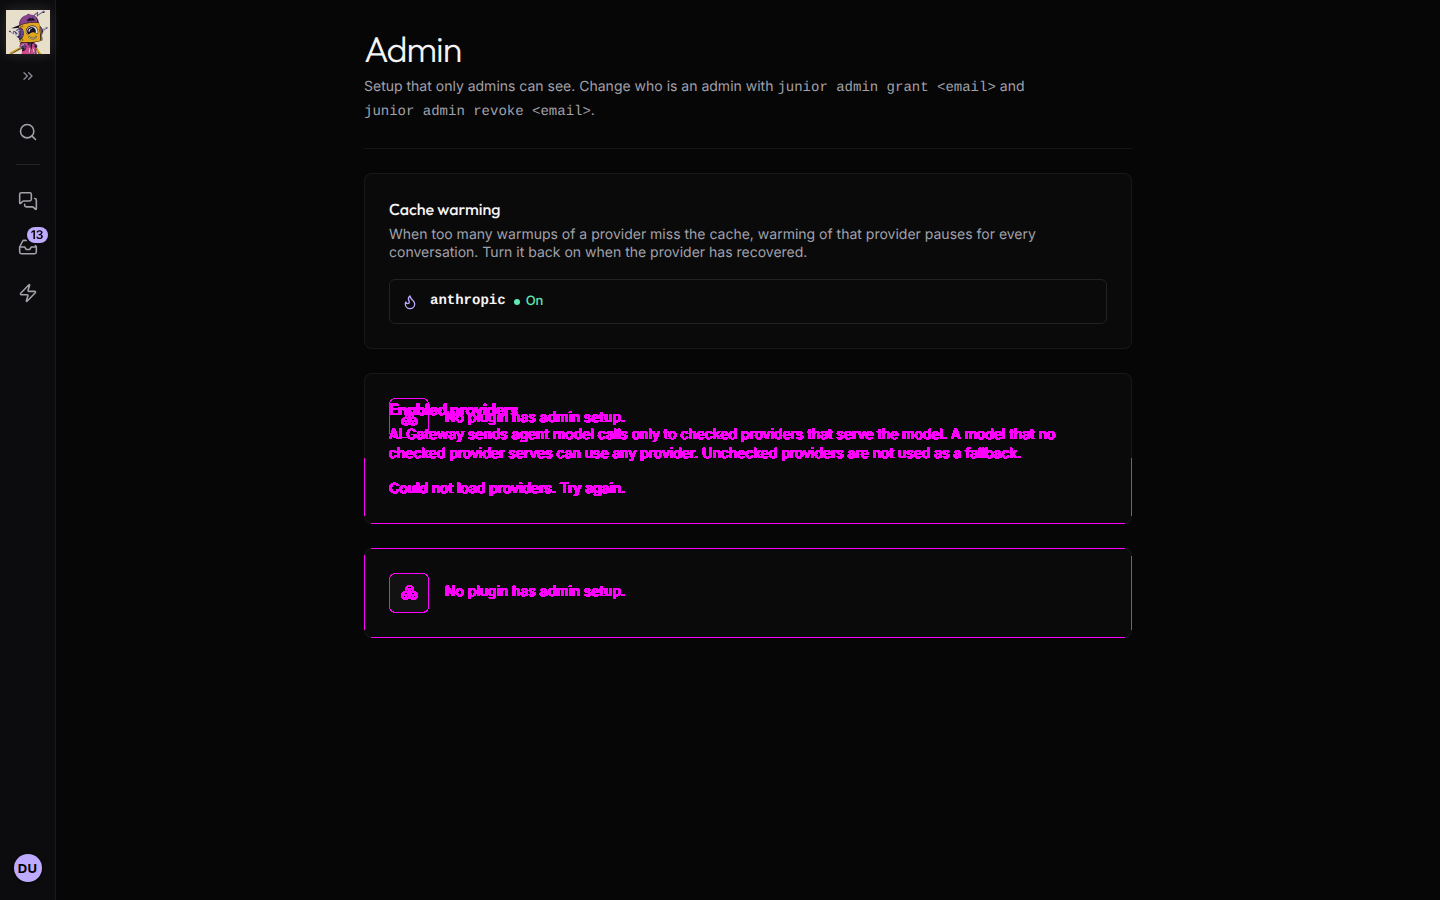 Admin
Setup that only admins can see. Change who is an admin with junior admin grant <email> and
junior admin revoke <email>.
13
Cache warming
When too many warmups of a provider miss the cache, warming of that provider pauses for every
conversation. Turn it back on when the provider has recovered.
anthropic On
Enabled providers
No plugin has admin setup.
AI Gateway sends agent model calls only to checked providers that serve the model. A model that no
checked provider serves can use any provider. Unchecked providers are not used as a fallback.
Could not load providers. Try again.
No plugin has admin setup.
DU